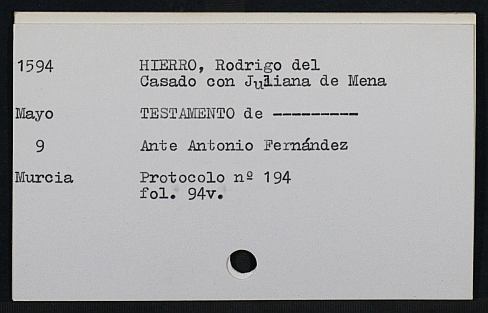 1594 HIERRO, Rodrigo del
Casado con Juliana de Mena
Mayo TESTAMENTO de ---------
9 Ante Antonio Fernández
Murcia Protocolo nº 194
fol. 94v.